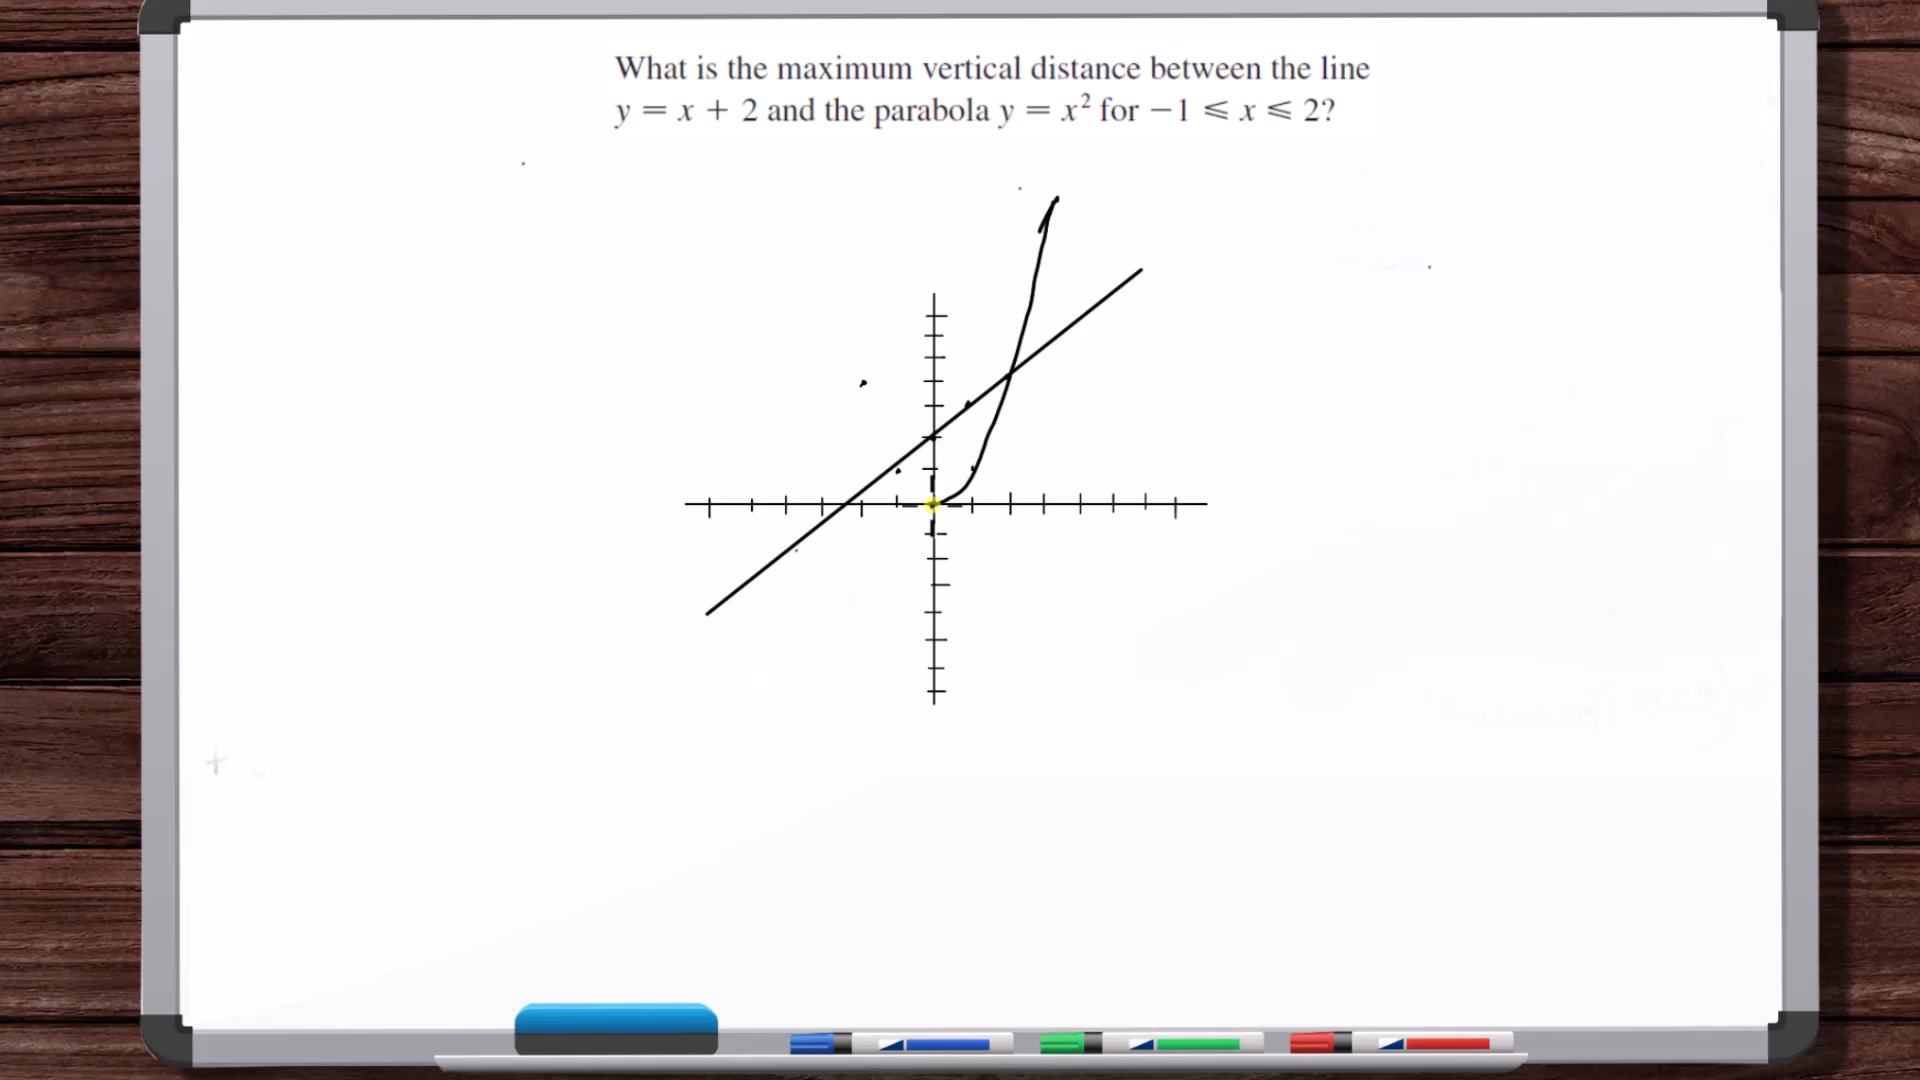 What is the maximum vertical distance between the line
y = x + 2 and the parabola y = x² for −1 ⩽ x ⩽ 2?